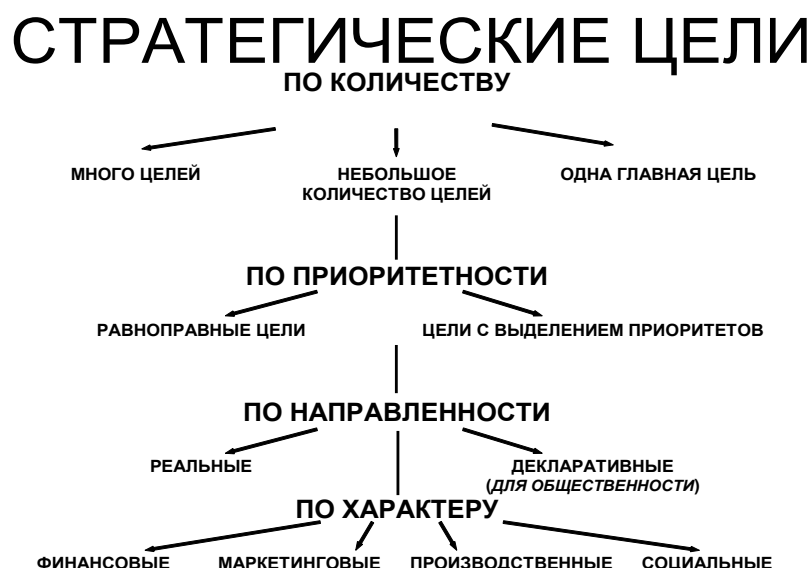 СТРАТЕГИЧЕСКИЕ ЦЕЛИ
ПО КОЛИЧЕСТВУ
МНОГО ЦЕЛЕЙ НЕБОЛЬШОЕ ОДНА ГЛАВНАЯ ЦЕЛЬ
КОЛИЧЕСТВО ЦЕЛЕЙ
ПО ПРИОРИТЕТНОСТИ
РАВНОПРАВНЫЕ ЦЕЛИ ЦЕЛИ С ВЫДЕЛЕНИЕМ ПРИОРИТЕТОВ
ПО НАПРАВЛЕННОСТИ
РЕАЛЬНЫЕ ДЕКЛАРАТИВНЫЕ
(ДЛЯ ОБЩЕСТВЕННОСТИ)
ПО ХАРАКТЕРУ
ФИНАНСОВЫЕ МАРКЕТИНГОВЫЕ ПРОИЗВОДСТВЕННЫЕ СОЦИАЛЬНЫЕ